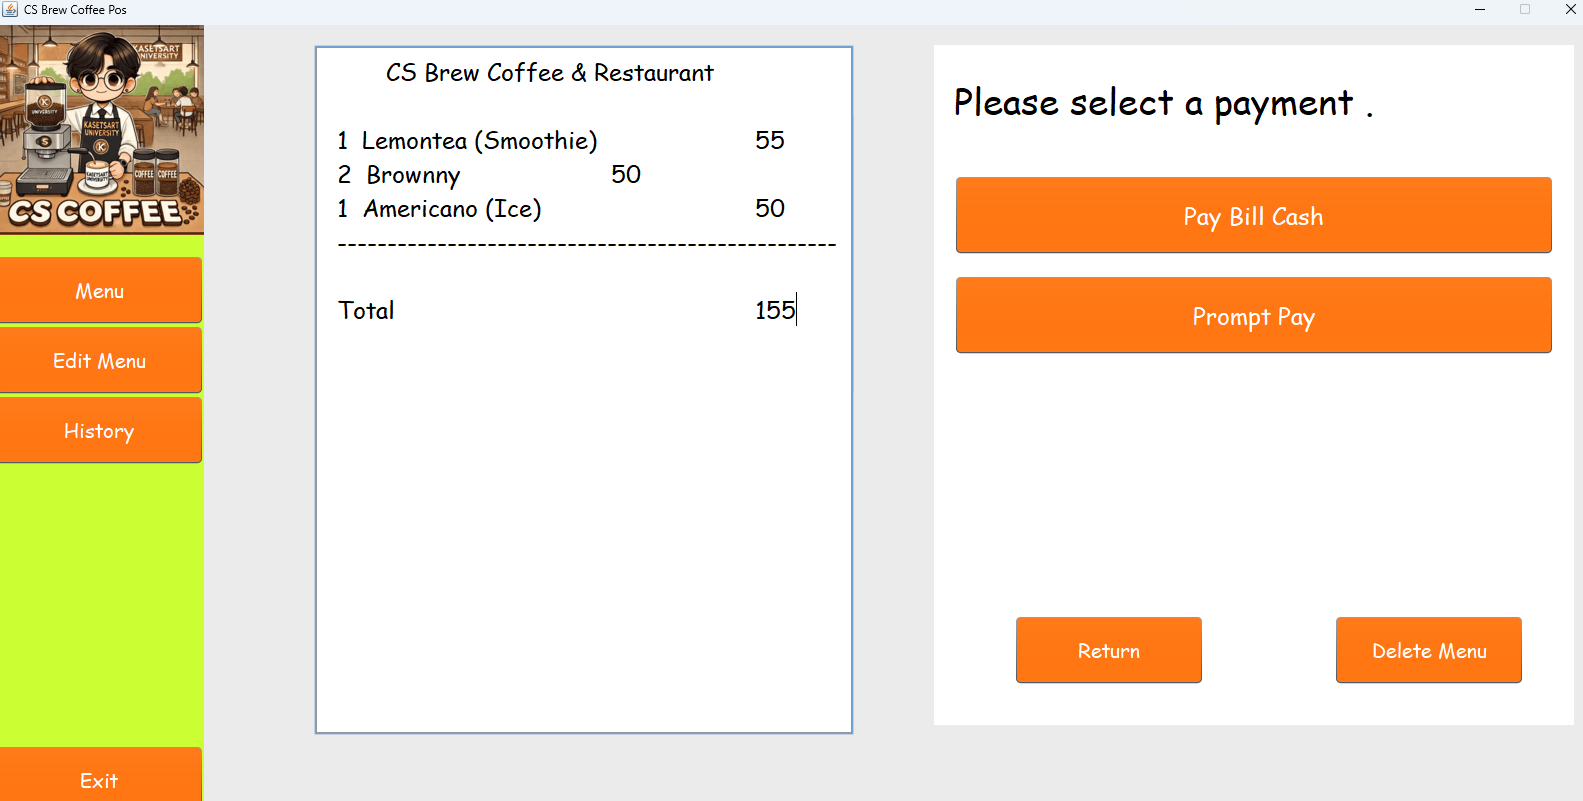 CS Brew Coffee Pos
KASETSART
UNIVERSITY
K
UNIVERSITY
KASETSART
UNIVERSITY
K
S
COFFEE
COFFEE
CS COFFEE
Menu
Edit Menu
History
Exit
CS Brew Coffee & Restaurant
1 Lemontea (Smoothie) 55
2 Brownny 50
1 Americano (Ice) 50
--------------------------------------------------
Total 155
Please select a payment .
Pay Bill Cash
Prompt Pay
Return
Delete Menu